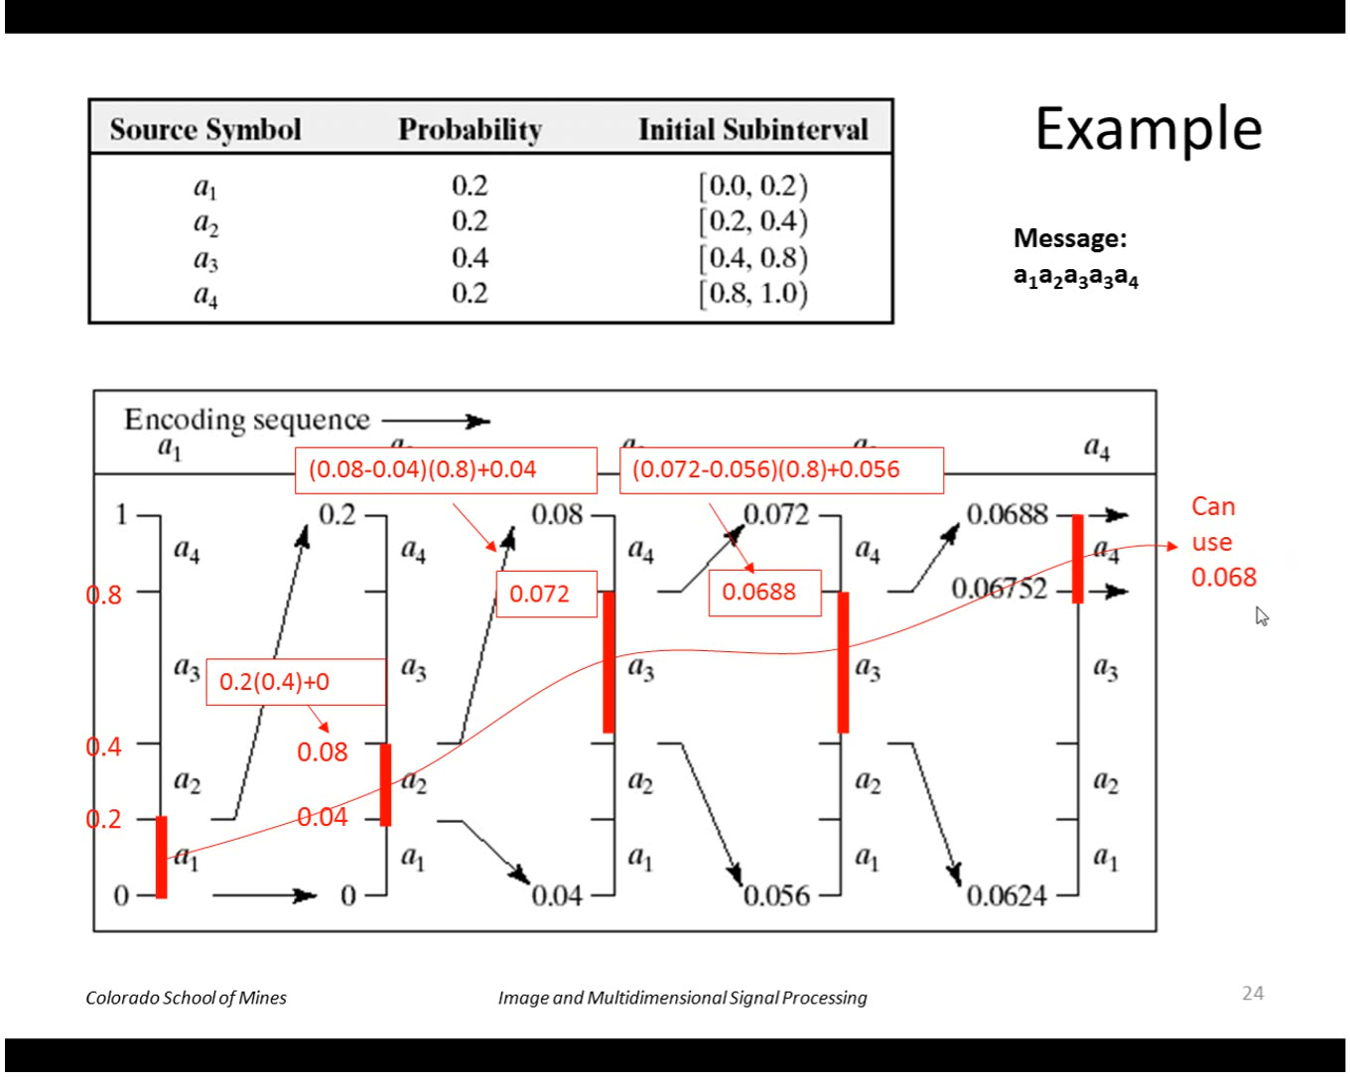 Example
Source Symbol Probability Initial Subinterval
a₁ 0.2 [0.0, 0.2)
a₂ 0.2 [0.2, 0.4)
a₃ 0.4 [0.4, 0.8)
a₄ 0.2 [0.8, 1.0)
Message:
a₁a₂a₃a₃a₄
Encoding sequence
a₁ a₄
(0.08-0.04)(0.8)+0.04 (0.072-0.056)(0.8)+0.056
1 0.2 0.08 0.072 0.0688
Can
use
0.068
a₄ a₄ a₄ a₄ a₄
0.8 0.072 0.0688 0.06752
a₃ 0.2(0.4)+0 a₃ a₃ a₃ a₃
0.4 0.08
a₂ a₂ a₂ a₂ a₂
0.2 0.04
a₁ a₁ a₁ a₁ a₁
0 0 0.04 0.056 0.0624
Colorado School of Mines Image and Multidimensional Signal Processing 24